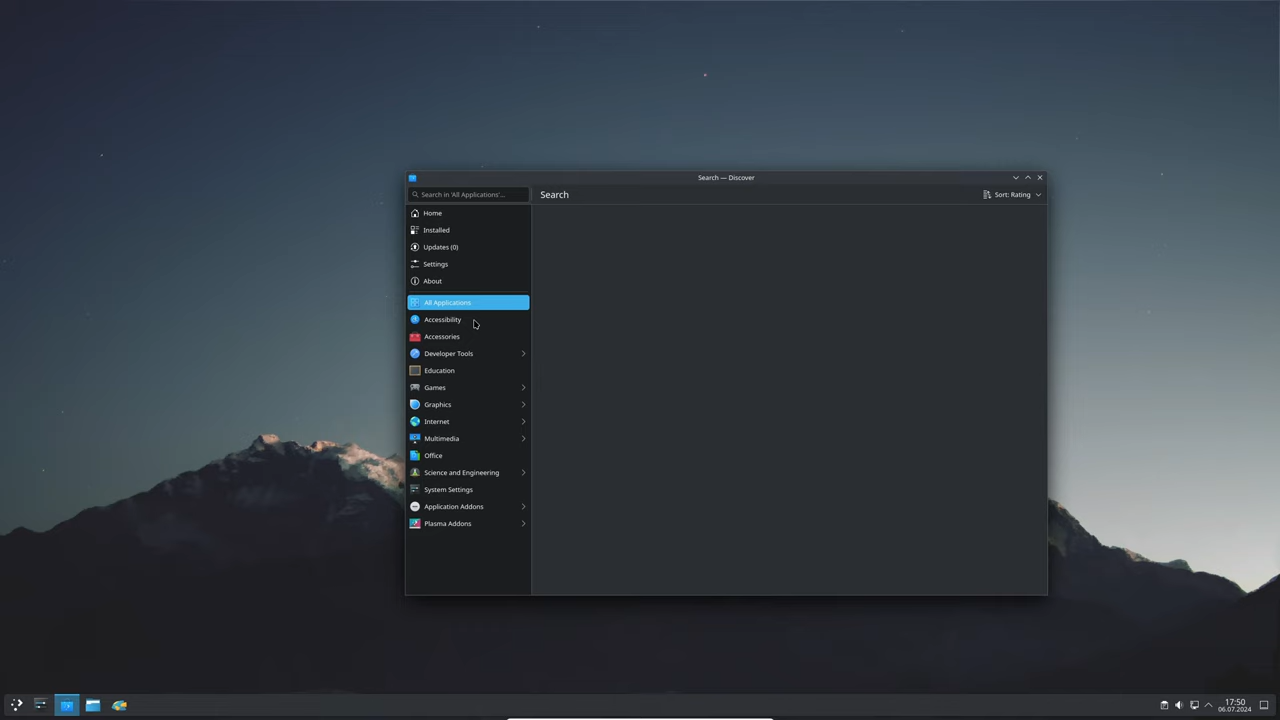 Search — Discover
Search in 'All Applications'...
Search
Sort: Rating
Home
Installed
Updates (0)
Settings
About
All Applications
Accessibility
Accessories
Developer Tools
Education
Games
Graphics
Internet
Multimedia
Office
Science and Engineering
System Settings
Application Addons
Plasma Addons
17:50
06.07.2024